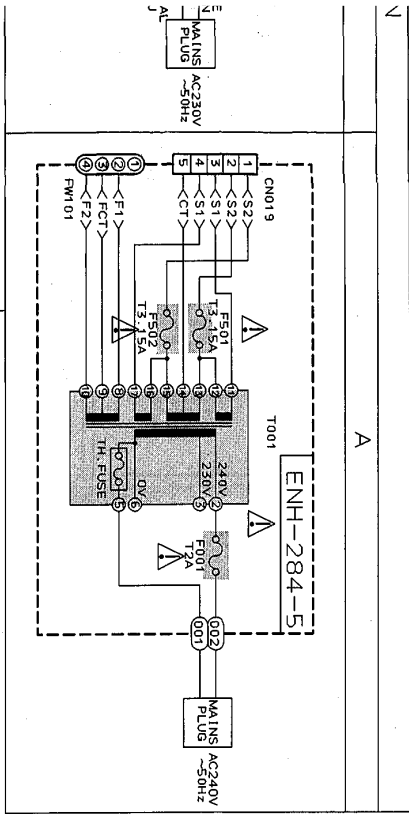 V
E
N
AL
J
MAINS
PLUG
AC230V
~50Hz
A
ENH-284-5
CN019
1
2
3
4
5
<S2>
<S2>
<S1>
<S1>
<CT>
FW101
1
2
3
4
<F1>
<FCT>
<F2>
F501
T3.15A
F502
T3.15A
T001
11
12
13
14
15
16
17
8
9
10
240V
230V
0V
TH.FUSE
2
3
6
5
F001
T2A
002
001
MAINS
PLUG
AC240V
~50Hz